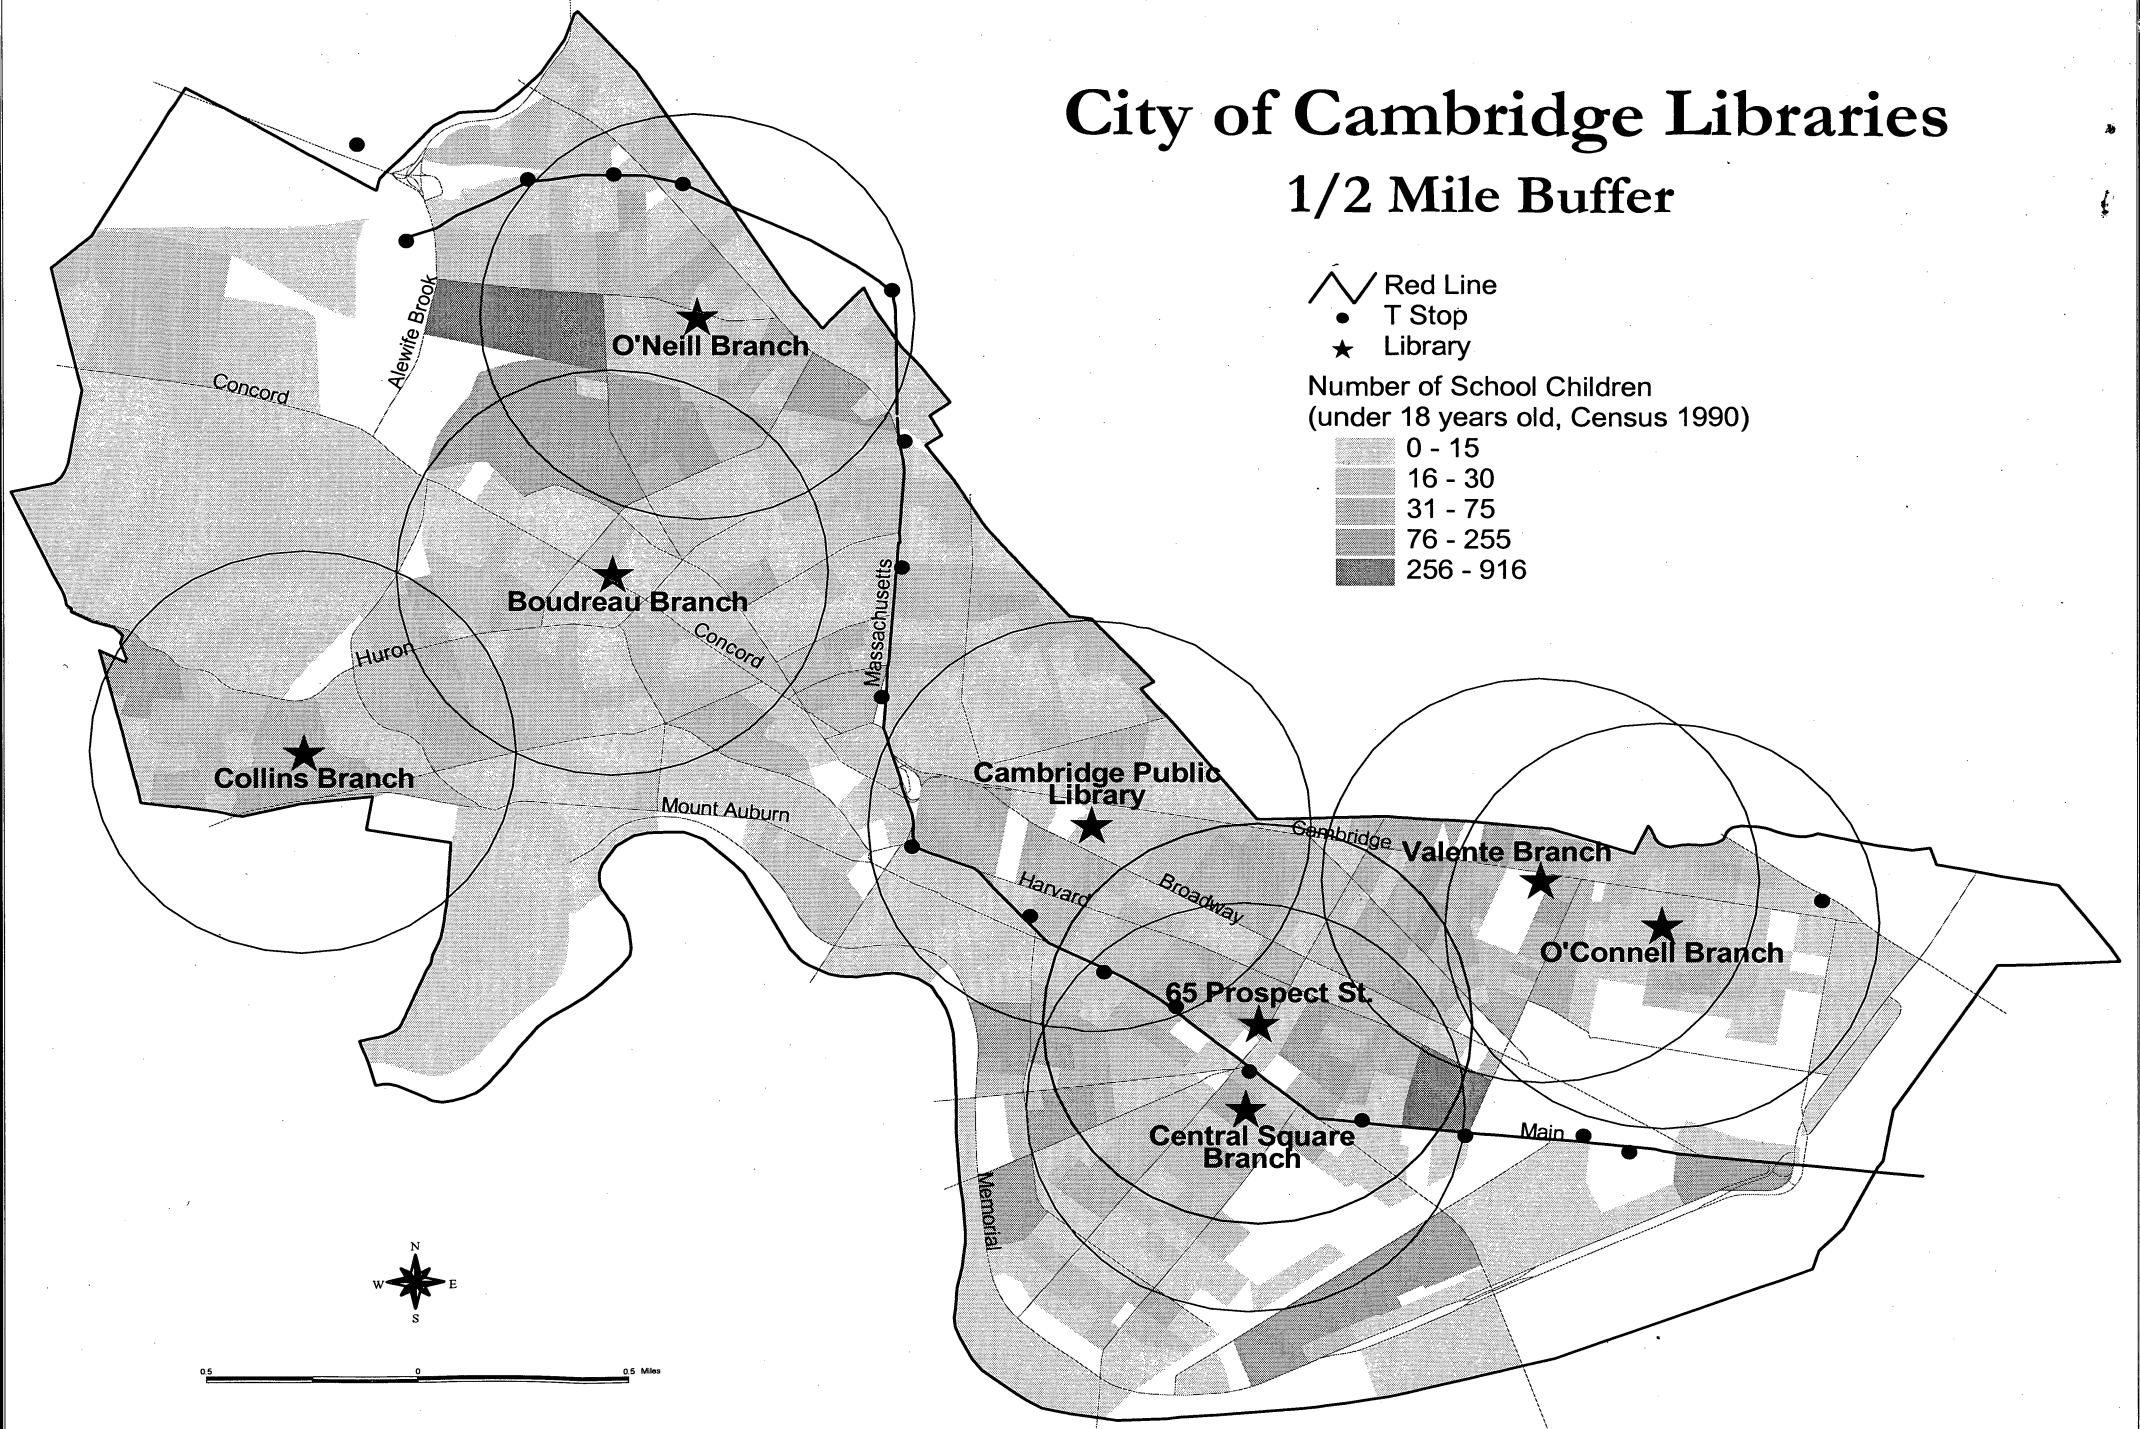 City of Cambridge Libraries
1/2 Mile Buffer
Red Line
T Stop
Library
Number of School Children
(under 18 years old, Census 1990)
0 - 15
16 - 30
31 - 75
76 - 255
256 - 916
Alewife Brook
O'Neill Branch
Concord
Boudreau Branch
Massachusetts
Concord
Huron
Collins Branch
Mount Auburn
Cambridge Public
Library
Cambridge
Valente Branch
Harvard
Broadway
O'Connell Branch
65 Prospect St.
Central Square
Branch
Main
Memorial
N
W E
S
0.5 0 0.5 Miles